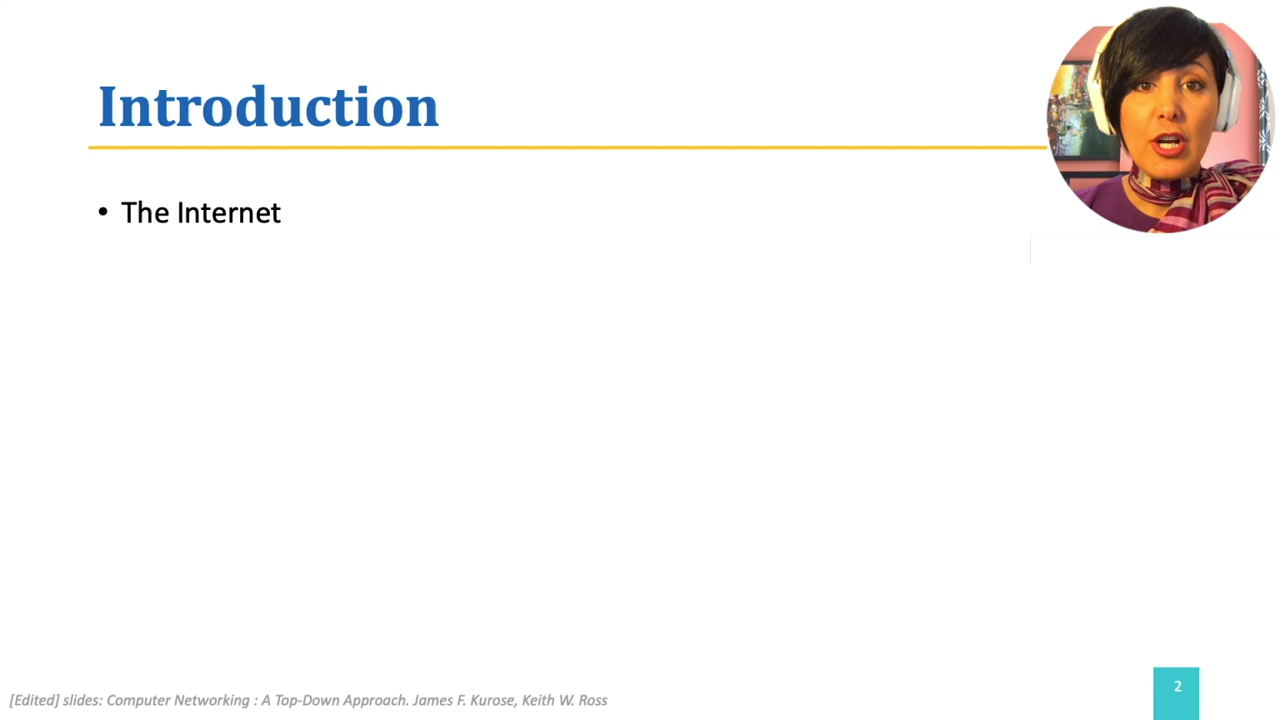 Introduction
• The Internet
[Edited] slides: Computer Networking : A Top-Down Approach. James F. Kurose, Keith W. Ross
2